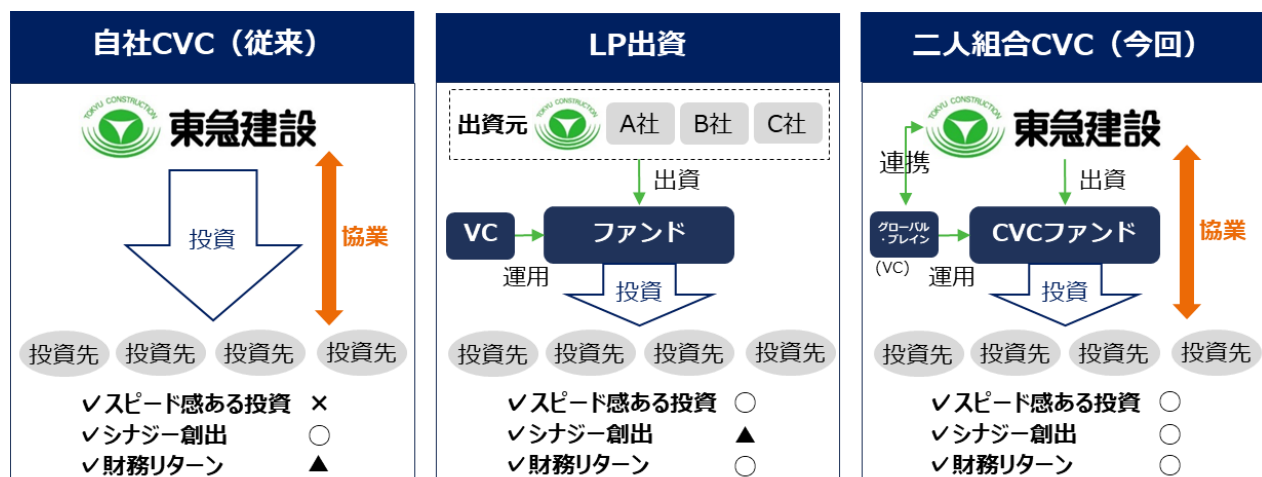 自社CVC（従来）
TOKYU CONSTRUCTION
東急建設
投資
協業
投資先 投資先 投資先 投資先
✓スピード感ある投資 ×
✓シナジー創出 ○
✓財務リターン ▲
LP出資
出資元 TOKYU CONSTRUCTION A社 B社 C社
出資
VC
ファンド
運用
投資
投資先 投資先 投資先 投資先
✓スピード感ある投資 ○
✓シナジー創出 ▲
✓財務リターン ○
二人組合CVC（今回）
TOKYU CONSTRUCTION
東急建設
連携
出資
グローバル
・ブレイン
(VC)
CVCファンド
運用
投資
協業
投資先 投資先 投資先 投資先
✓スピード感ある投資 ○
✓シナジー創出 ○
✓財務リターン ○